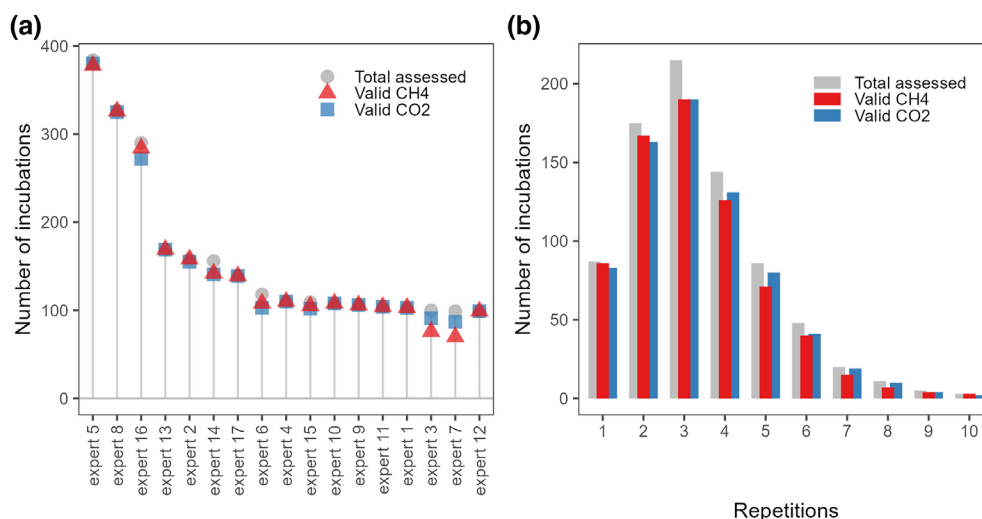 (a)
Number of incubations
400
300
200
100
0
Total assessed
Valid CH4
Valid CO2
expert 5
expert 8
expert 16
expert 13
expert 2
expert 14
expert 17
expert 6
expert 4
expert 15
expert 10
expert 9
expert 11
expert 1
expert 3
expert 7
expert 12
(b)
Number of incubations
200
150
100
50
0
Total assessed
Valid CH4
Valid CO2
1 2 3 4 5 6 7 8 9 10
Repetitions